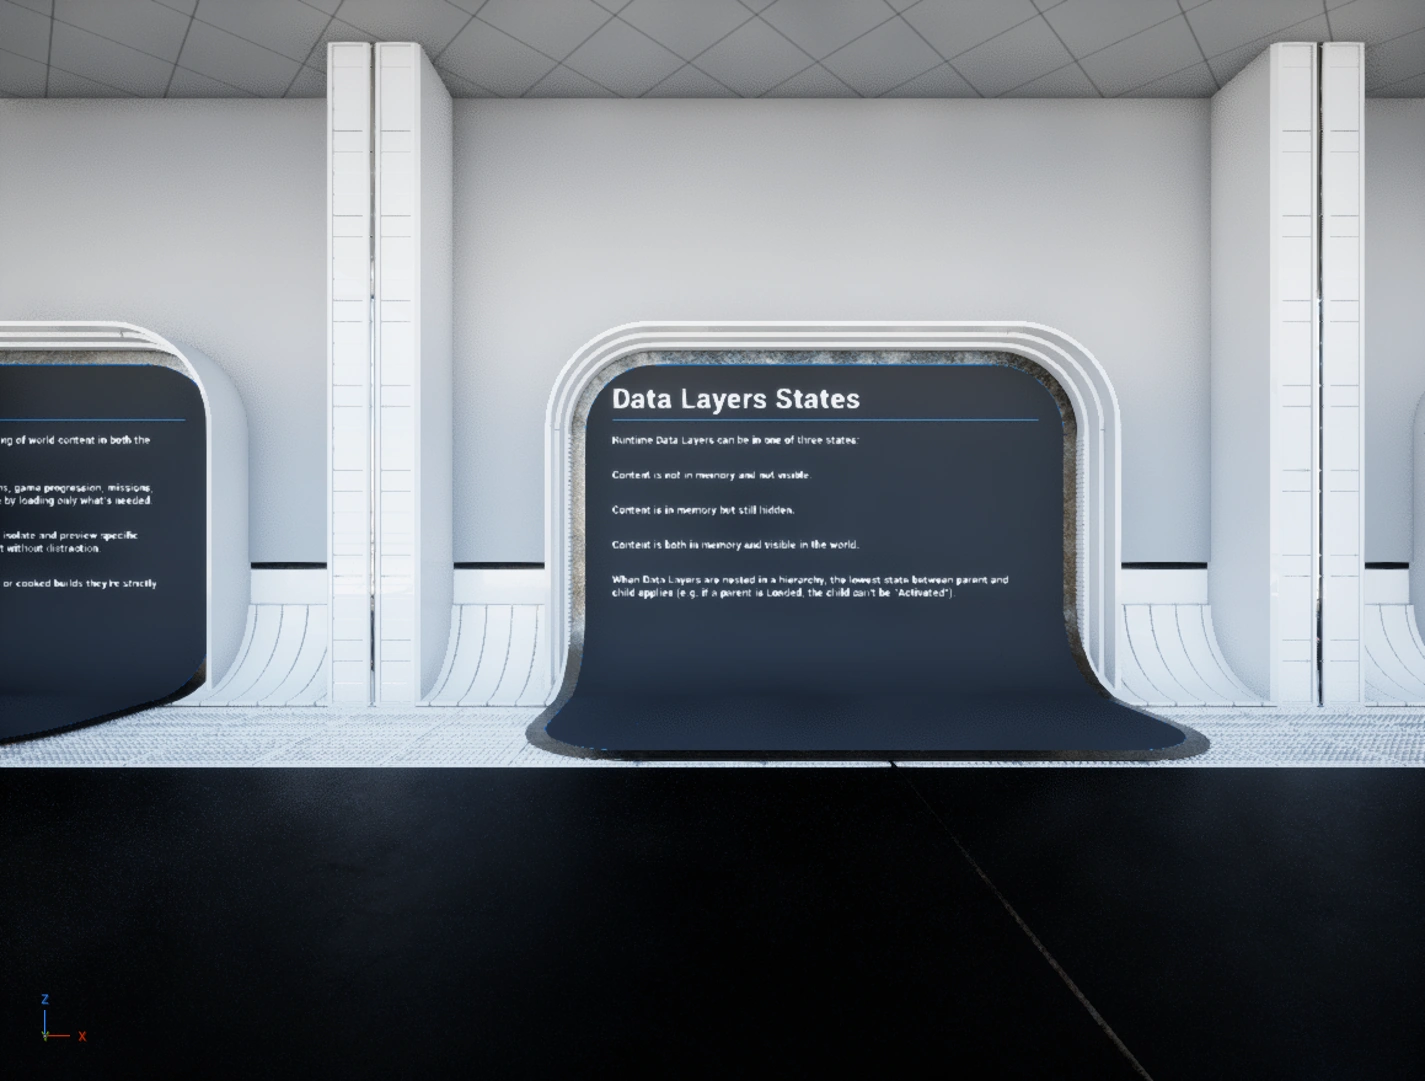 Data Layers States
Runtime Data Layers can be in one of three states:
Content is not in memory and not visible.
Content is in memory but still hidden.
Content is both in memory and visible in the world.
When Data Layers are nested in a hierarchy, the lowest state between parent and
child applies (e.g. if a parent is Loaded, the child can't be "Activated").
ng of world content in both the
ns, game progression, missions,
by loading only what's needed.
isolate and preview specific
t without distraction.
or cooked builds they're strictly
Z
X
Y